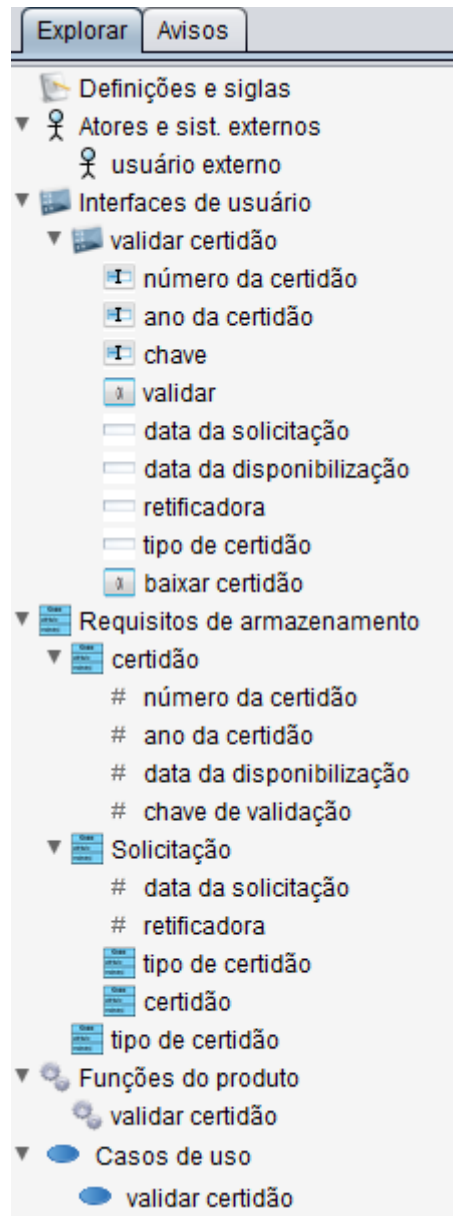 Explorar Avisos
Definições e siglas
Atores e sist. externos
usuário externo
Interfaces de usuário
validar certidão
número da certidão
ano da certidão
chave
validar
data da solicitação
data da disponibilização
retificadora
tipo de certidão
baixar certidão
Requisitos de armazenamento
certidão
# número da certidão
# ano da certidão
# data da disponibilização
# chave de validação
Solicitação
# data da solicitação
# retificadora
tipo de certidão
certidão
tipo de certidão
Funções do produto
validar certidão
Casos de uso
validar certidão